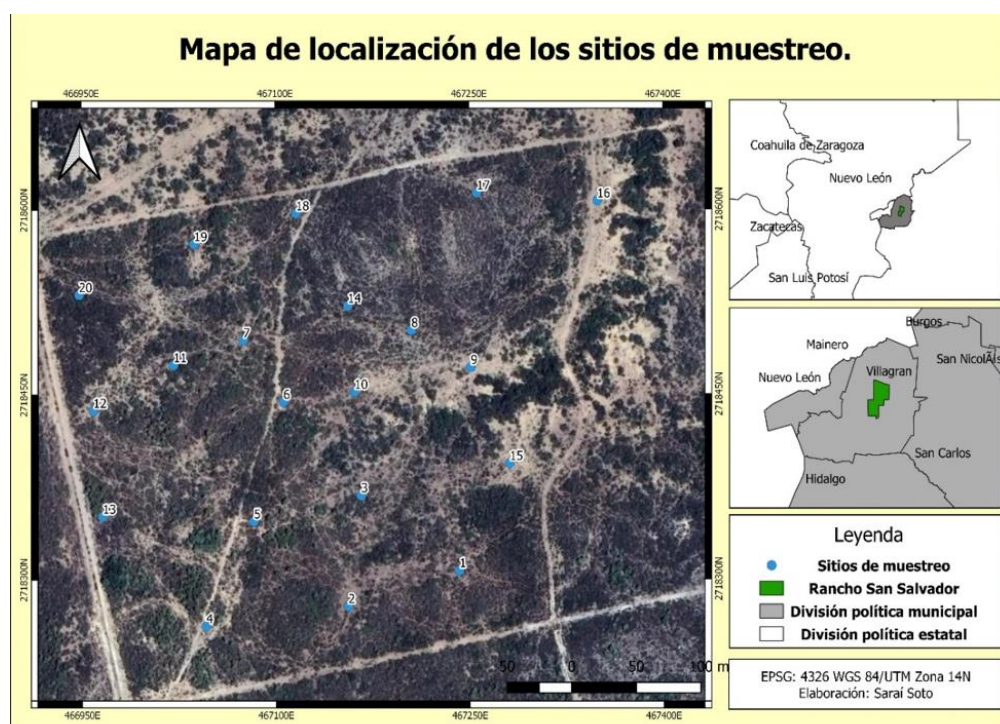 Mapa de localización de los sitios de muestreo.
466950E 467100E 467250E 467400E
2718600N 2718600N
17
16
18
19
20
14
8
7
9
11
10
2718450N 2718450N
6
12
15
3
13
5
2718300N 2718300N
1
2
4
50 0 50 100 m
466950E 467100E 467250E 467400E
Coahuila de Zaragoza
Nuevo León
Zacatecas
San Luis Potosí
Burgos
Mainero
San NicolÃ¡s
Nuevo León
Villagran
San Carlos
Hidalgo
Leyenda
Sitios de muestreo
Rancho San Salvador
División política municipal
División política estatal
EPSG: 4326 WGS 84/UTM Zona 14N
Elaboración: Saraí Soto